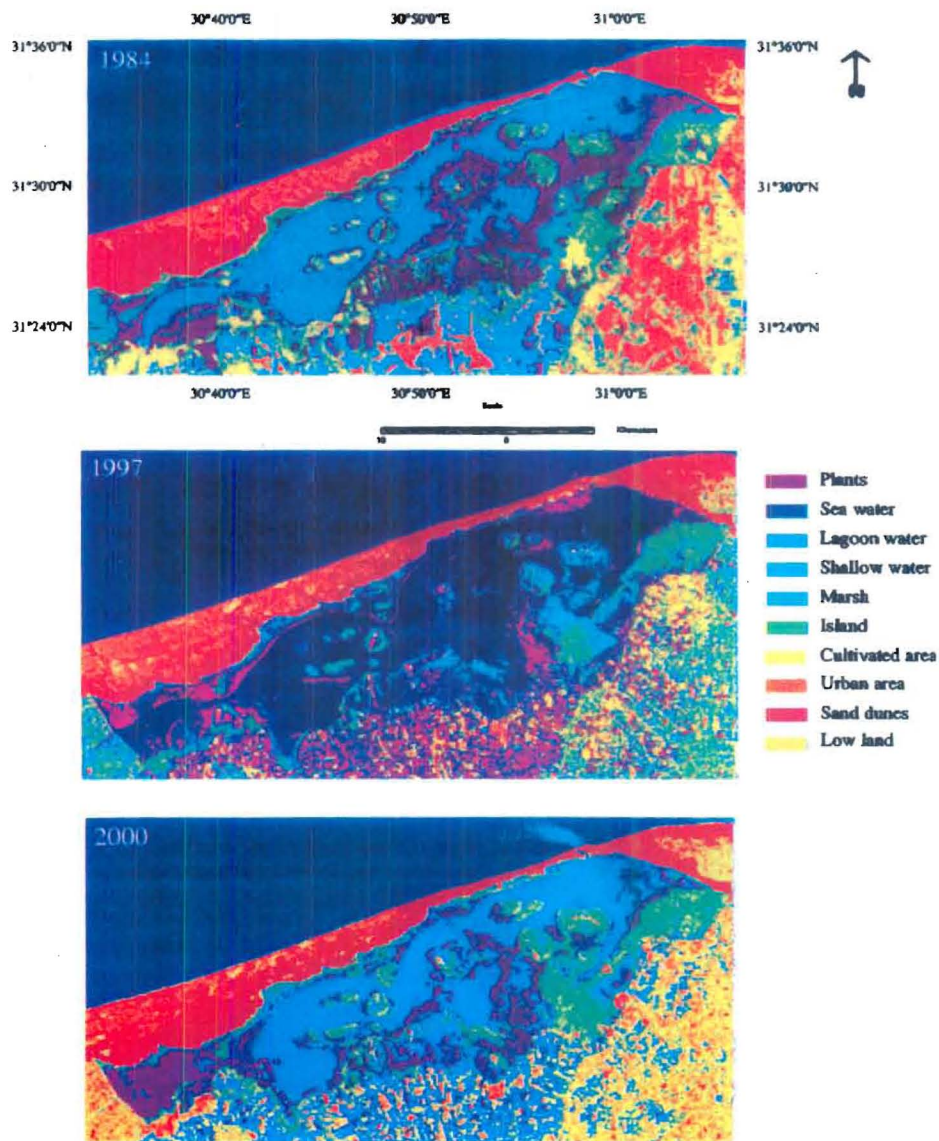 30°40'0"E 30°50'0"E 31°0'0"E
31°36'0"N 31°36'0"N
1984
31°30'0"N 31°30'0"N
31°24'0"N 31°24'0"N
30°40'0"E 30°50'0"E 31°0'0"E
Scale
10 0 Kilometers
1997
Plants
Sea water
Lagoon water
Shallow water
Marsh
Island
Cultivated area
Urban area
Sand dunes
Low land
2000